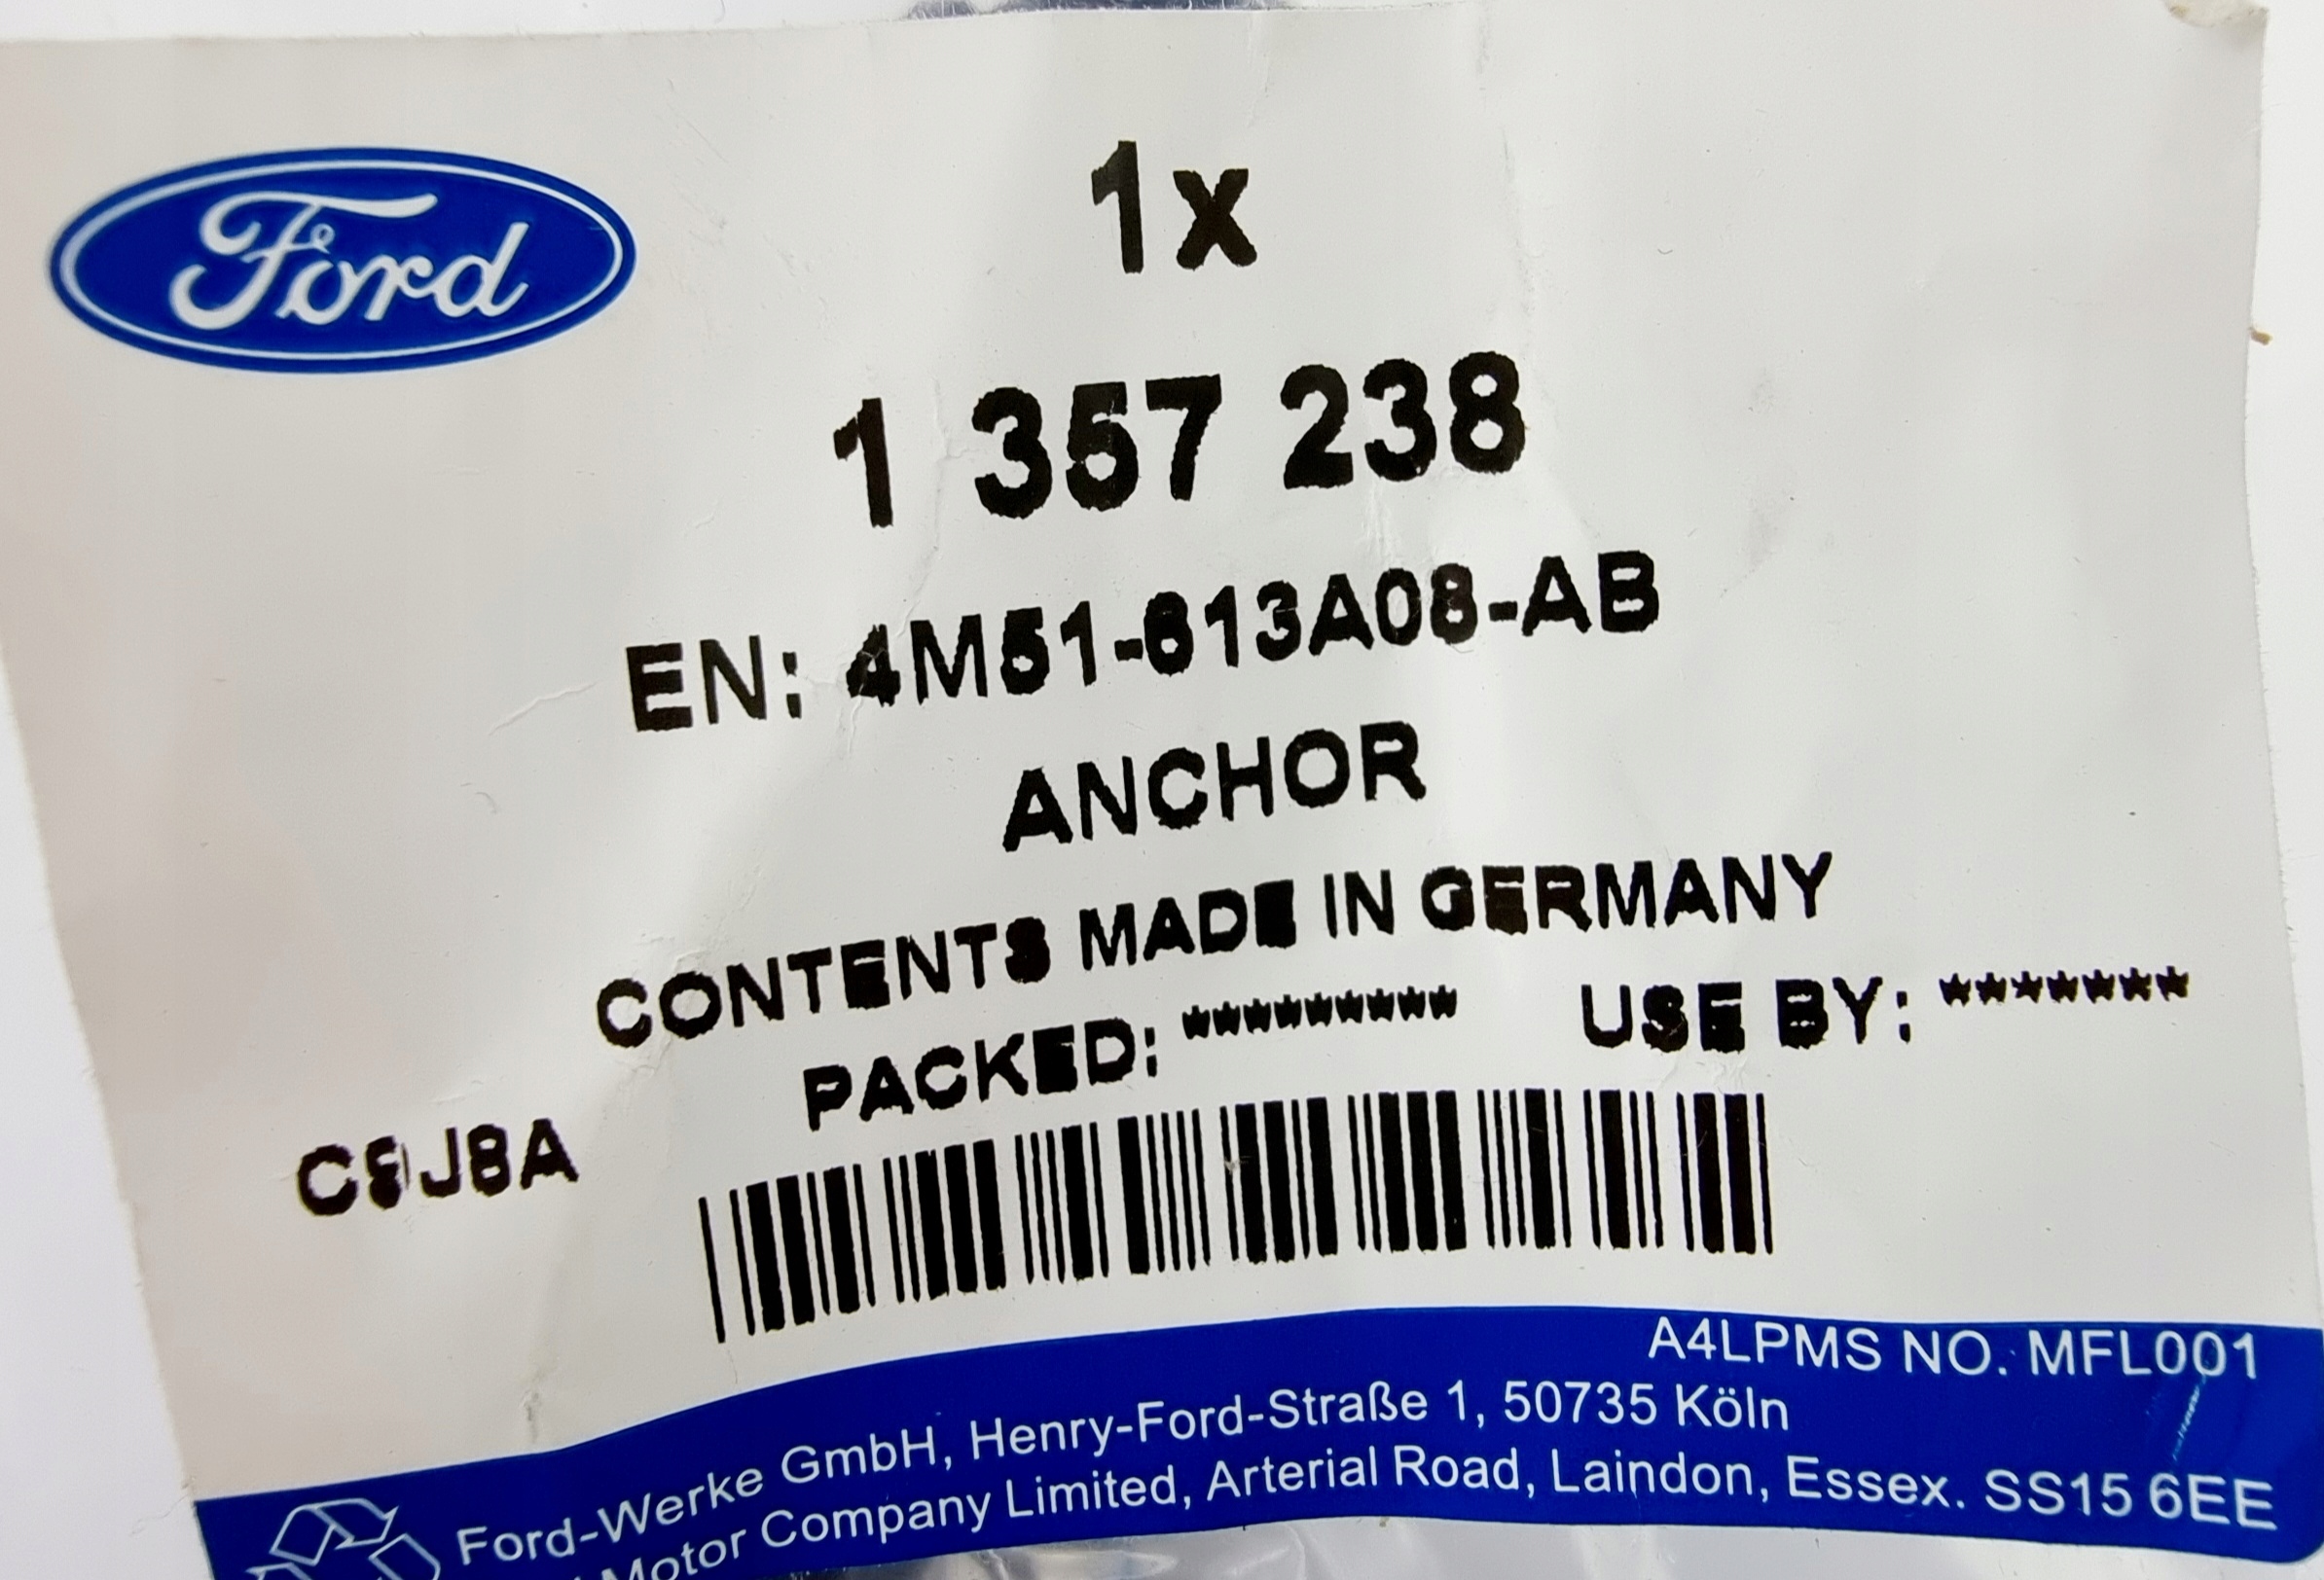 Ford
1x
1 357 238
EN: 4M51-613A08-AB
ANCHOR
CONTENTS MADE IN GERMANY
PACKED: ********* USE BY: *******
A4LPMS NO. MFL001
Ford-Werke GmbH, Henry-Ford-Straße 1, 50735 Köln
Motor Company Limited, Arterial Road, Laindon, Essex. SS15 6EE